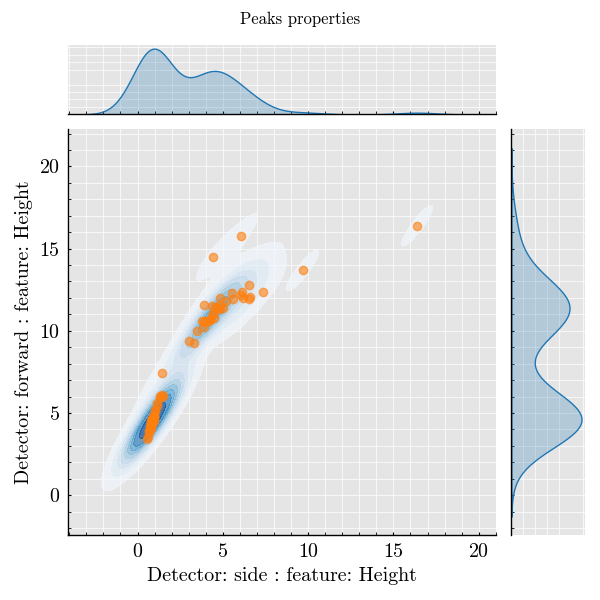 Peaks properties
20
15
10
5
0
Detector: forward : feature: Height
0 5 10 15 20
Detector: side : feature: Height